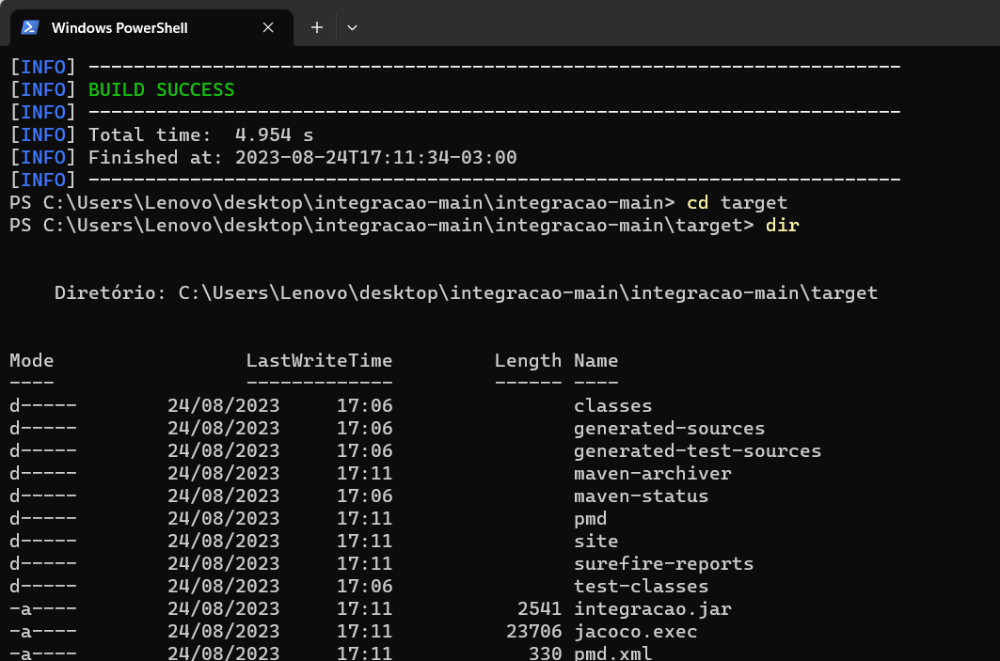 Windows PowerShell
[INFO] ------------------------------------------------------------------------
[INFO] BUILD SUCCESS
[INFO] ------------------------------------------------------------------------
[INFO] Total time:  4.954 s
[INFO] Finished at: 2023-08-24T17:11:34-03:00
[INFO] ------------------------------------------------------------------------
PS C:\Users\Lenovo\desktop\integracao-main\integracao-main> cd target
PS C:\Users\Lenovo\desktop\integracao-main\integracao-main\target> dir
    Diretório: C:\Users\Lenovo\desktop\integracao-main\integracao-main\target
Mode                 LastWriteTime         Length Name
----                 -------------         ------ ----
d-----        24/08/2023     17:06                classes
d-----        24/08/2023     17:06                generated-sources
d-----        24/08/2023     17:06                generated-test-sources
d-----        24/08/2023     17:11                maven-archiver
d-----        24/08/2023     17:06                maven-status
d-----        24/08/2023     17:11                pmd
d-----        24/08/2023     17:11                site
d-----        24/08/2023     17:11                surefire-reports
d-----        24/08/2023     17:06                test-classes
-a----        24/08/2023     17:11           2541 integracao.jar
-a----        24/08/2023     17:11          23706 jacoco.exec
-a----        24/08/2023     17:11            330 pmd.xml